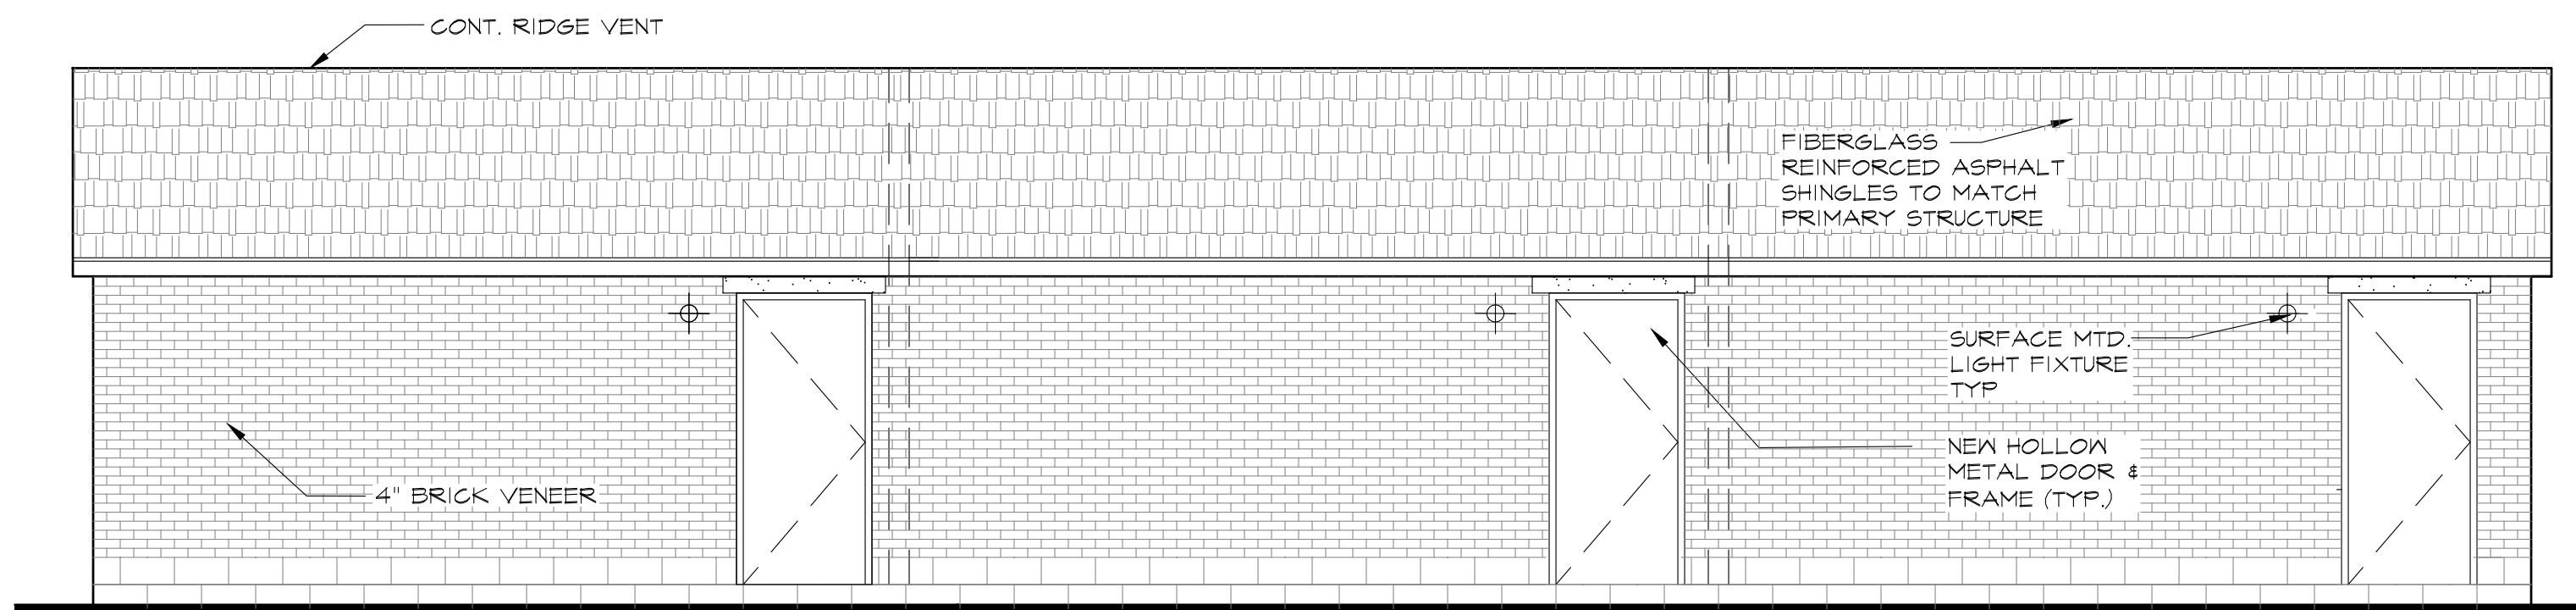 CONT. RIDGE VENT
FIBERGLASS
REINFORCED ASPHALT
SHINGLES TO MATCH
PRIMARY STRUCTURE
SURFACE MTD.
LIGHT FIXTURE
TYP
NEW HOLLOW
METAL DOOR &
FRAME (TYP.)
4" BRICK VENEER